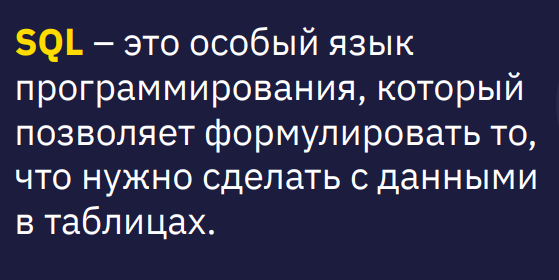 SQL – это особый язык
программирования, который
позволяет формулировать то,
что нужно сделать с данными
в таблицах.